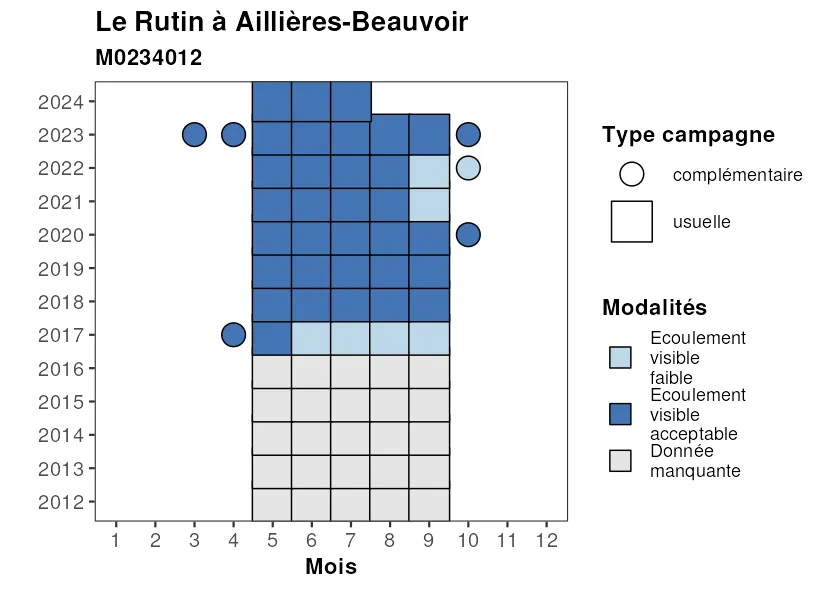 Le Rutin à Aillières-Beauvoir
M0234012
2024
2023
2022
2021
2020
2019
2018
2017
2016
2015
2014
2013
2012
1 2 3 4 5 6 7 8 9 10 11 12
Mois
Type campagne
complémentaire
usuelle
Modalités
Ecoulement
visible
faible
Ecoulement
visible
acceptable
Donnée
manquante